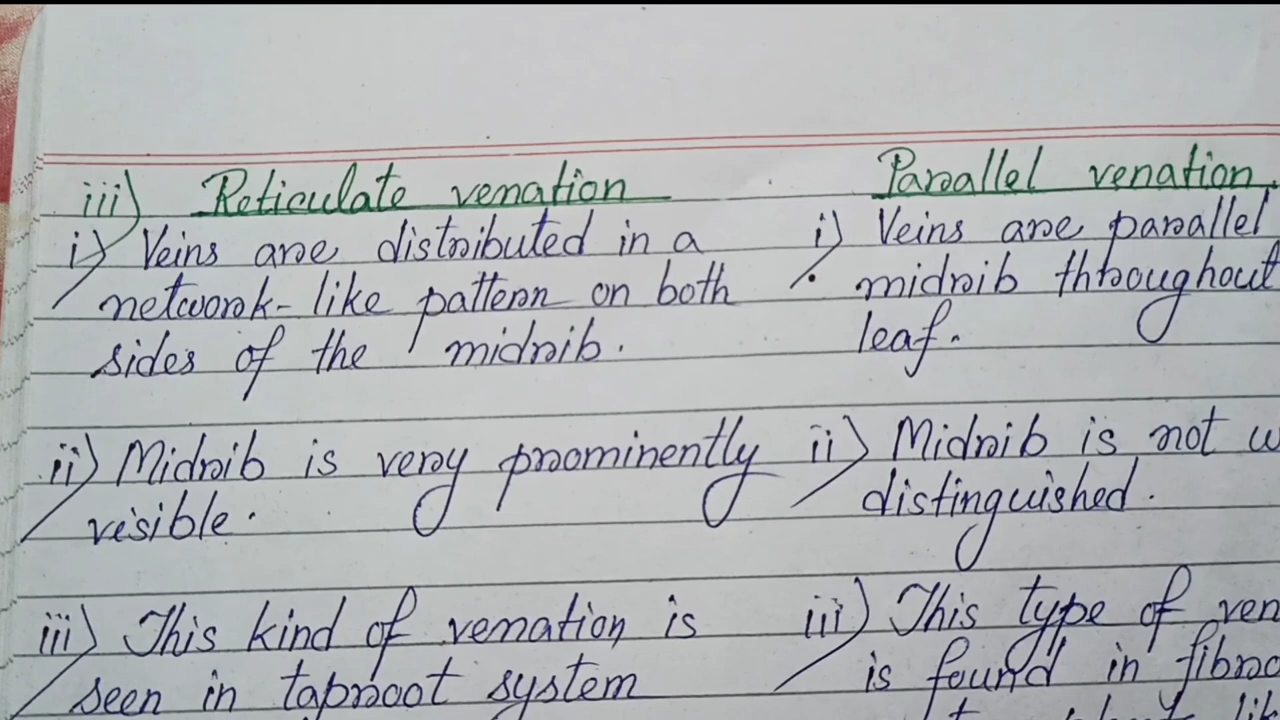 iii) Reticulate venation
i) Veins are distributed in a
network-like pattern on both
sides of the midrib.
ii) Midrib is very prominently
visible.
iii) This kind of venation is
seen in taproot system
Parallel venation.
i) Veins are parallel
midrib throughout
leaf.
ii) Midrib is not
distinguished.
iii) This type of ven
is found in fibro